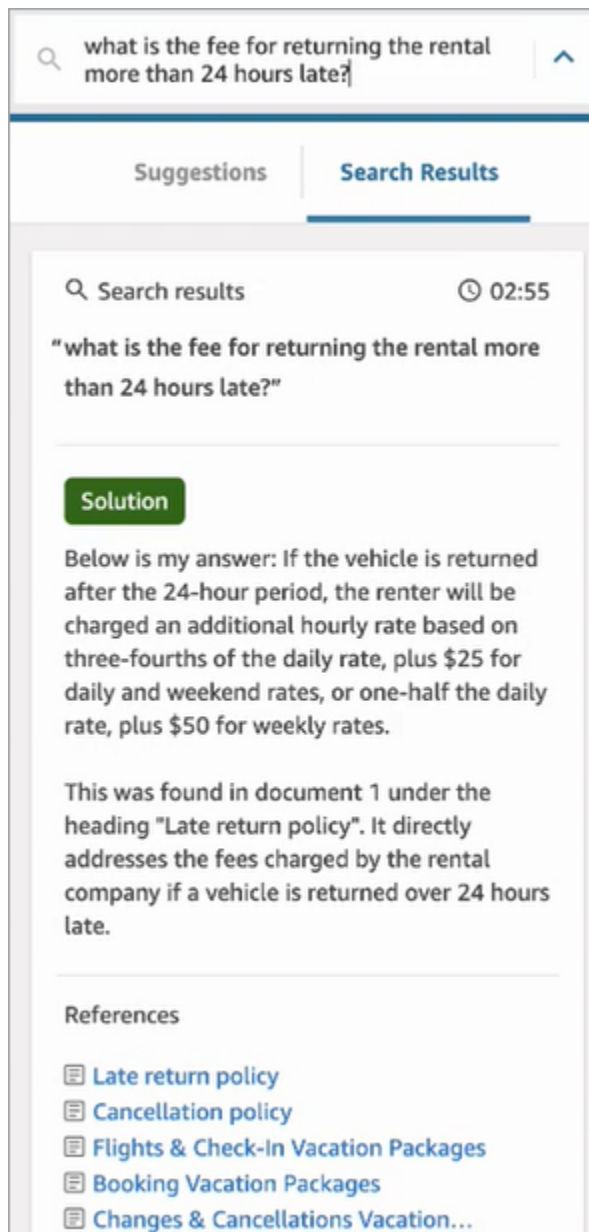 what is the fee for returning the rental
more than 24 hours late?
Suggestions
Search Results
Search results
02:55
“what is the fee for returning the rental more
than 24 hours late?”
Solution
Below is my answer: If the vehicle is returned
after the 24-hour period, the renter will be
charged an additional hourly rate based on
three-fourths of the daily rate, plus $25 for
daily and weekend rates, or one-half the daily
rate, plus $50 for weekly rates.
This was found in document 1 under the
heading "Late return policy". It directly
addresses the fees charged by the rental
company if a vehicle is returned over 24 hours
late.
References
Late return policy
Cancellation policy
Flights & Check-In Vacation Packages
Booking Vacation Packages
Changes & Cancellations Vacation...